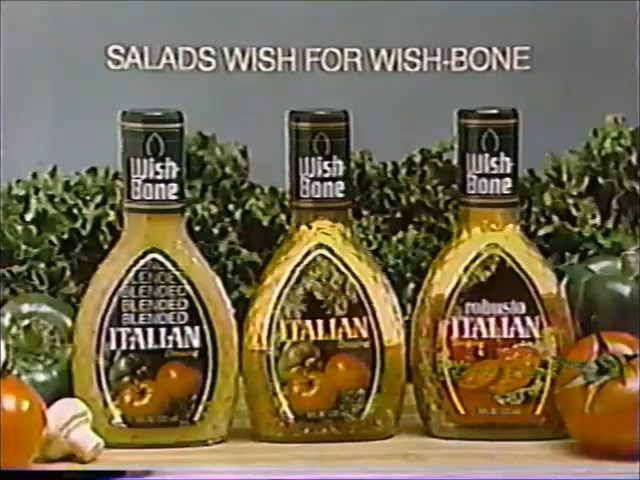 SALADS WISH FOR WISH-BONE
Wish-
Bone
Wish-
Bone
Wish-
Bone
BLENDED
BLENDED
BLENDED
BLENDED
BLENDED
ITALIAN
ITALIAN
robusto
ITALIAN